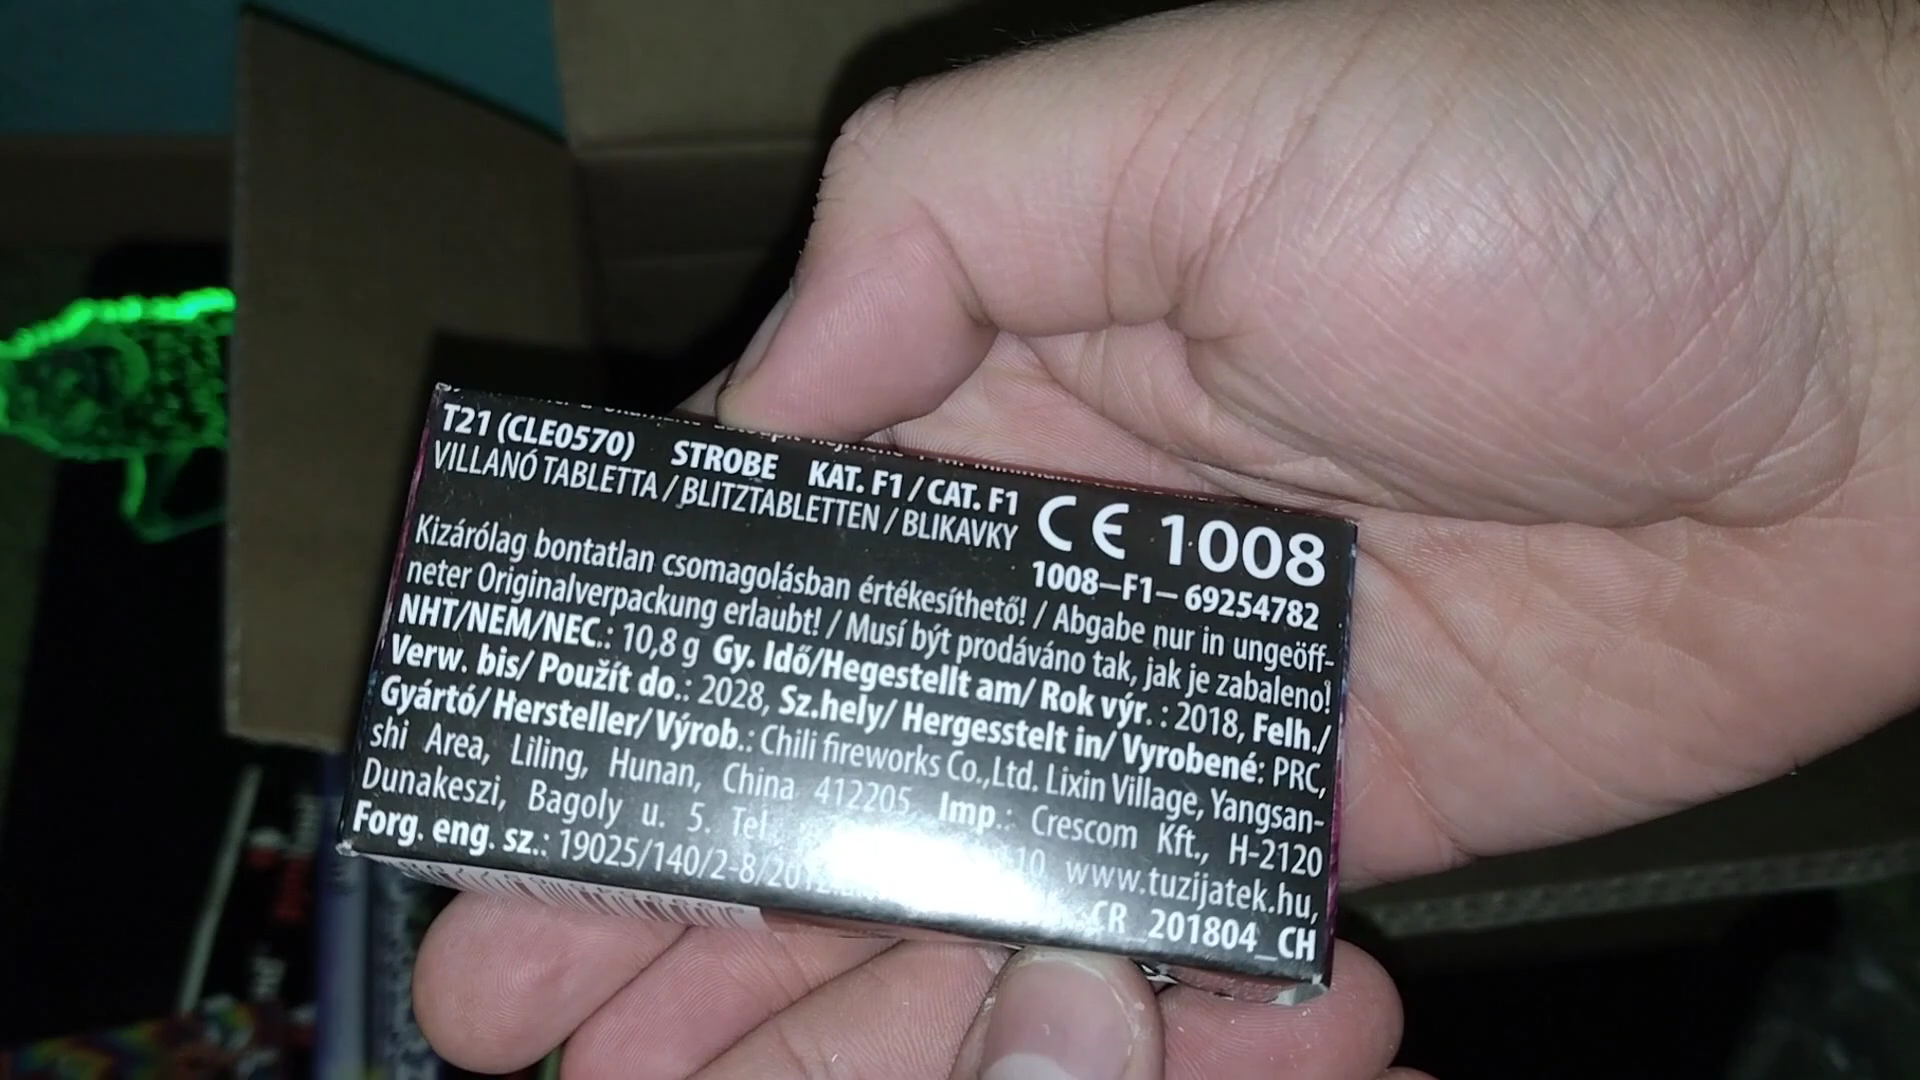 T21 (CLE0570) STROBE KAT. F1 / CAT. F1
VILLANÓ TABLETTA / BLITZTABLETTEN / BLIKAVKY
CE 1008
1008-F1- 69254782
Kizárólag bontatlan csomagolásban értékesíthető! / Abgabe nur in ungeöff-
neter Originalverpackung erlaubt! / Musí být prodáváno tak, jak je zabaleno!
NHT/NEM/NEC.: 10,8 g Gy. Idő/Hegestellt am/ Rok výr. : 2018, Felh./
Verw. bis/ Použít do.: 2028, Sz.hely/ Hergesstelt in/ Vyrobené: PRC,
Gyártó/ Hersteller/ Výrob.: Chili fireworks Co.,Ltd. Lixin Village, Yangsan-
shi Area, Liling, Hunan, China 412205 Imp.: Crescom Kft., H-2120
Dunakeszi, Bagoly u. 5. Tel 10 www.tuzijatek.hu,
Forg. eng. sz.: 19025/140/2-8/2012. CR_201804_CH